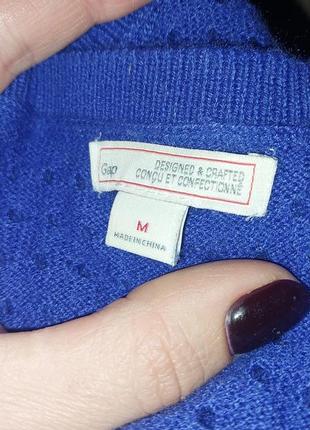 Gap
DESIGNED & CRAFTED
CONÇU ET CONFECTIONNÉ
M
MADE IN CHINA